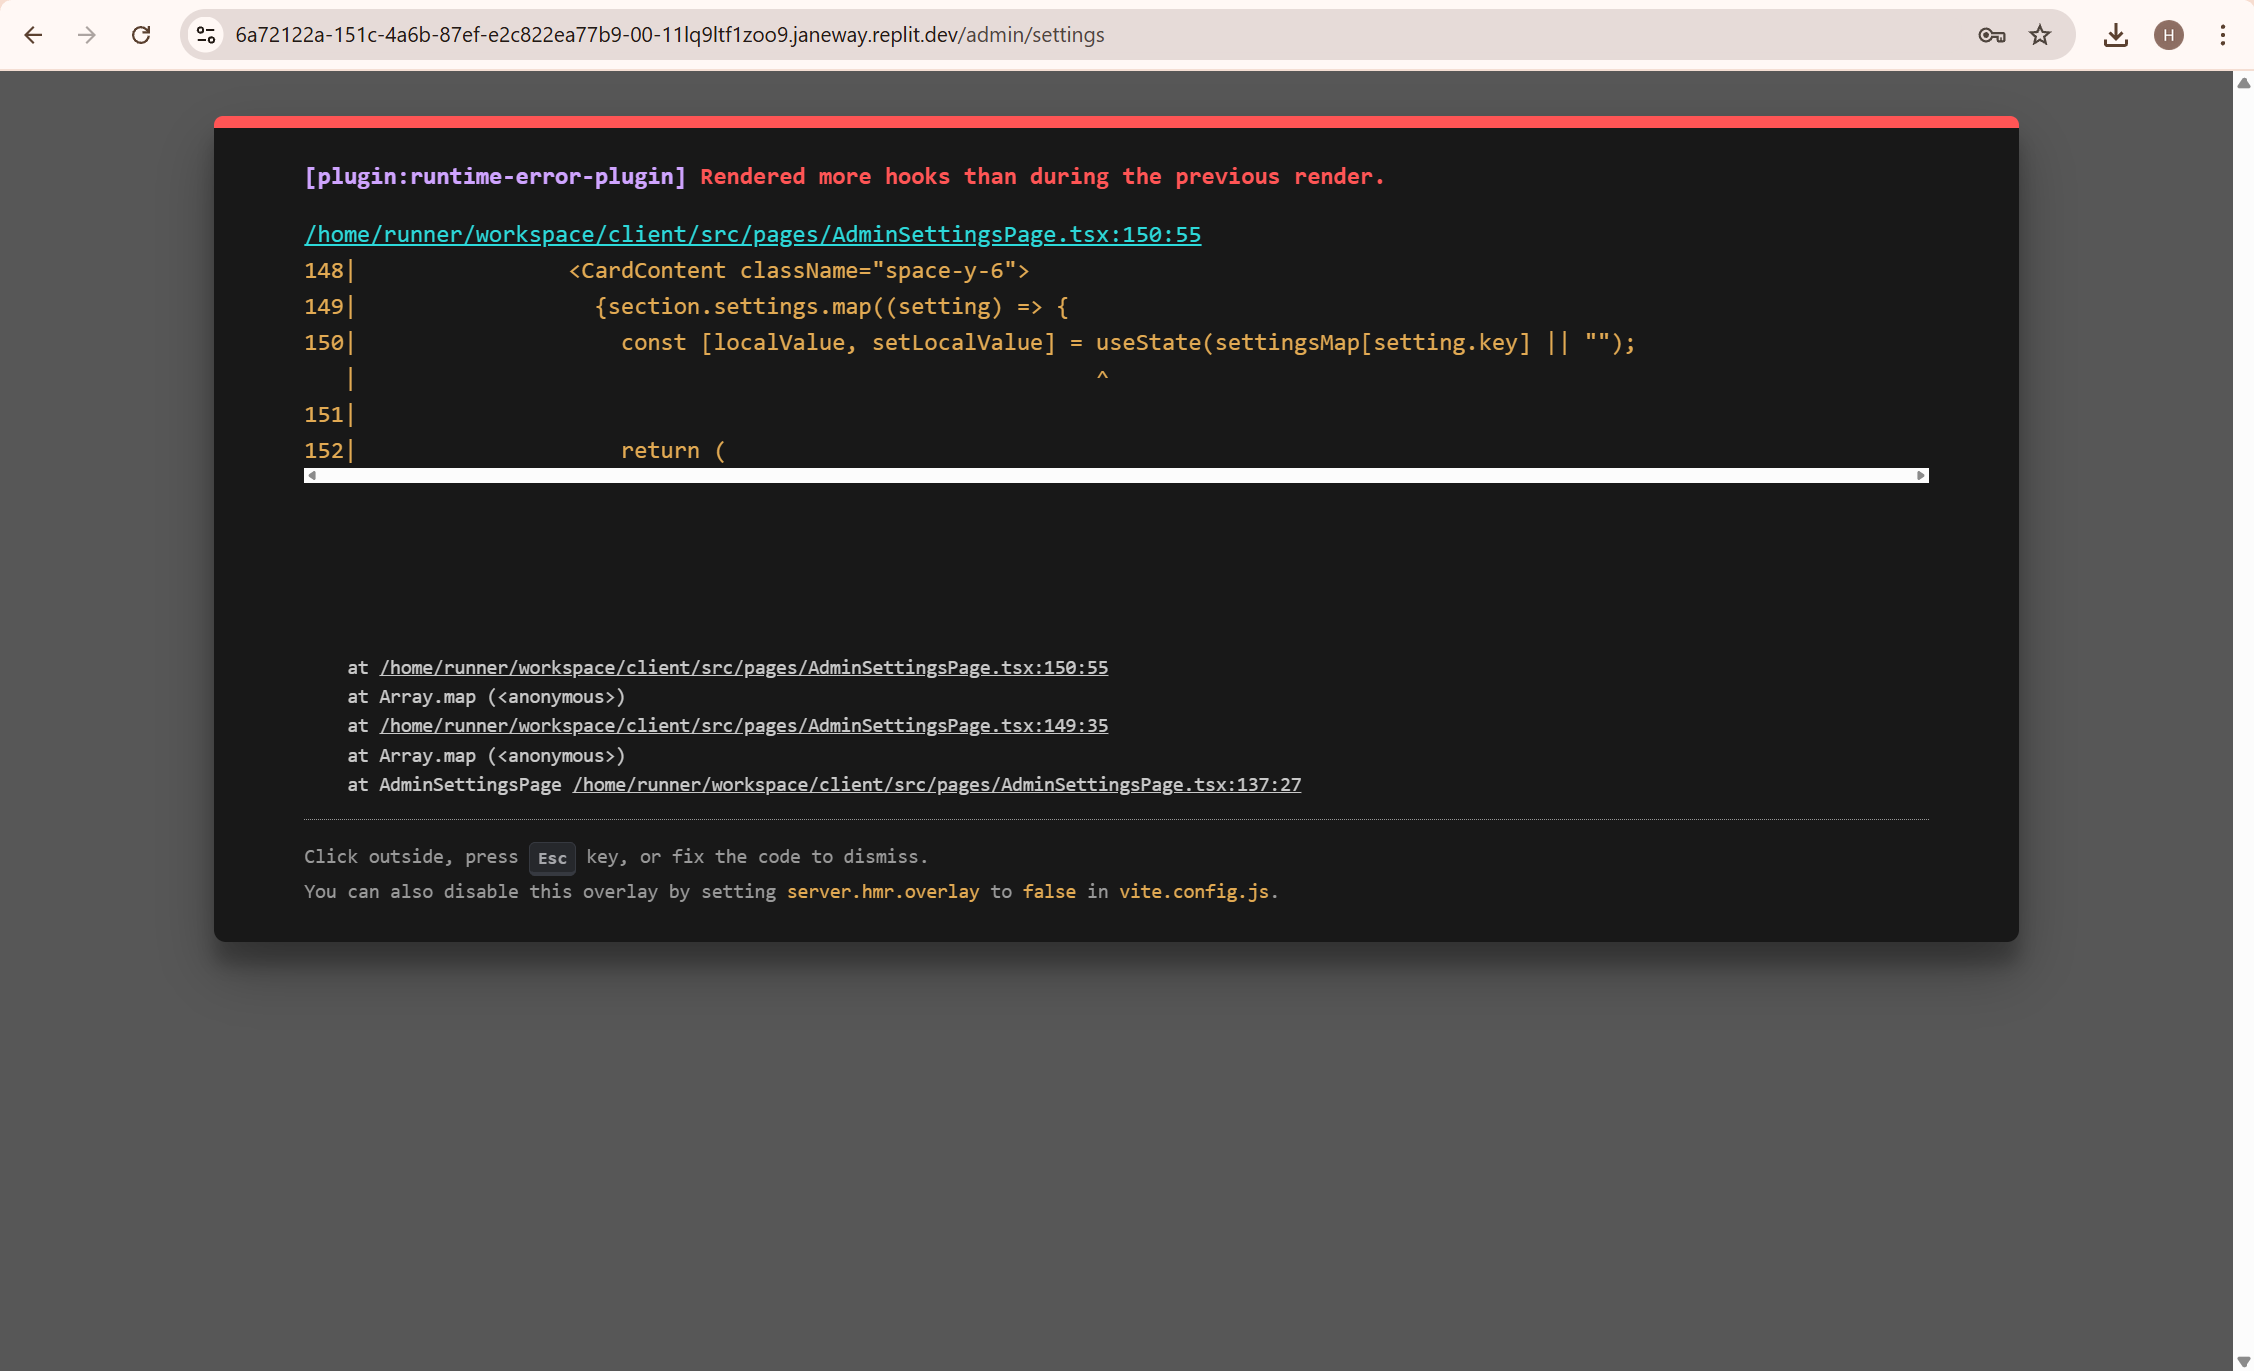 6a72122a-151c-4a6b-87ef-e2c822ea77b9-00-11lq9ltf1zoo9.janeway.replit.dev/admin/settings
H
[plugin:runtime-error-plugin] Rendered more hooks than during the previous render.
/home/runner/workspace/client/src/pages/AdminSettingsPage.tsx:150:55
148|                <CardContent className="space-y-6">
149|                  {section.settings.map((setting) => {
150|                    const [localValue, setLocalValue] = useState(settingsMap[setting.key] || "");
   |                                                        ^
151|
152|                    return (
at /home/runner/workspace/client/src/pages/AdminSettingsPage.tsx:150:55
at Array.map (<anonymous>)
at /home/runner/workspace/client/src/pages/AdminSettingsPage.tsx:149:35
at Array.map (<anonymous>)
at AdminSettingsPage /home/runner/workspace/client/src/pages/AdminSettingsPage.tsx:137:27
Click outside, press Esc key, or fix the code to dismiss.
You can also disable this overlay by setting server.hmr.overlay to false in vite.config.js.